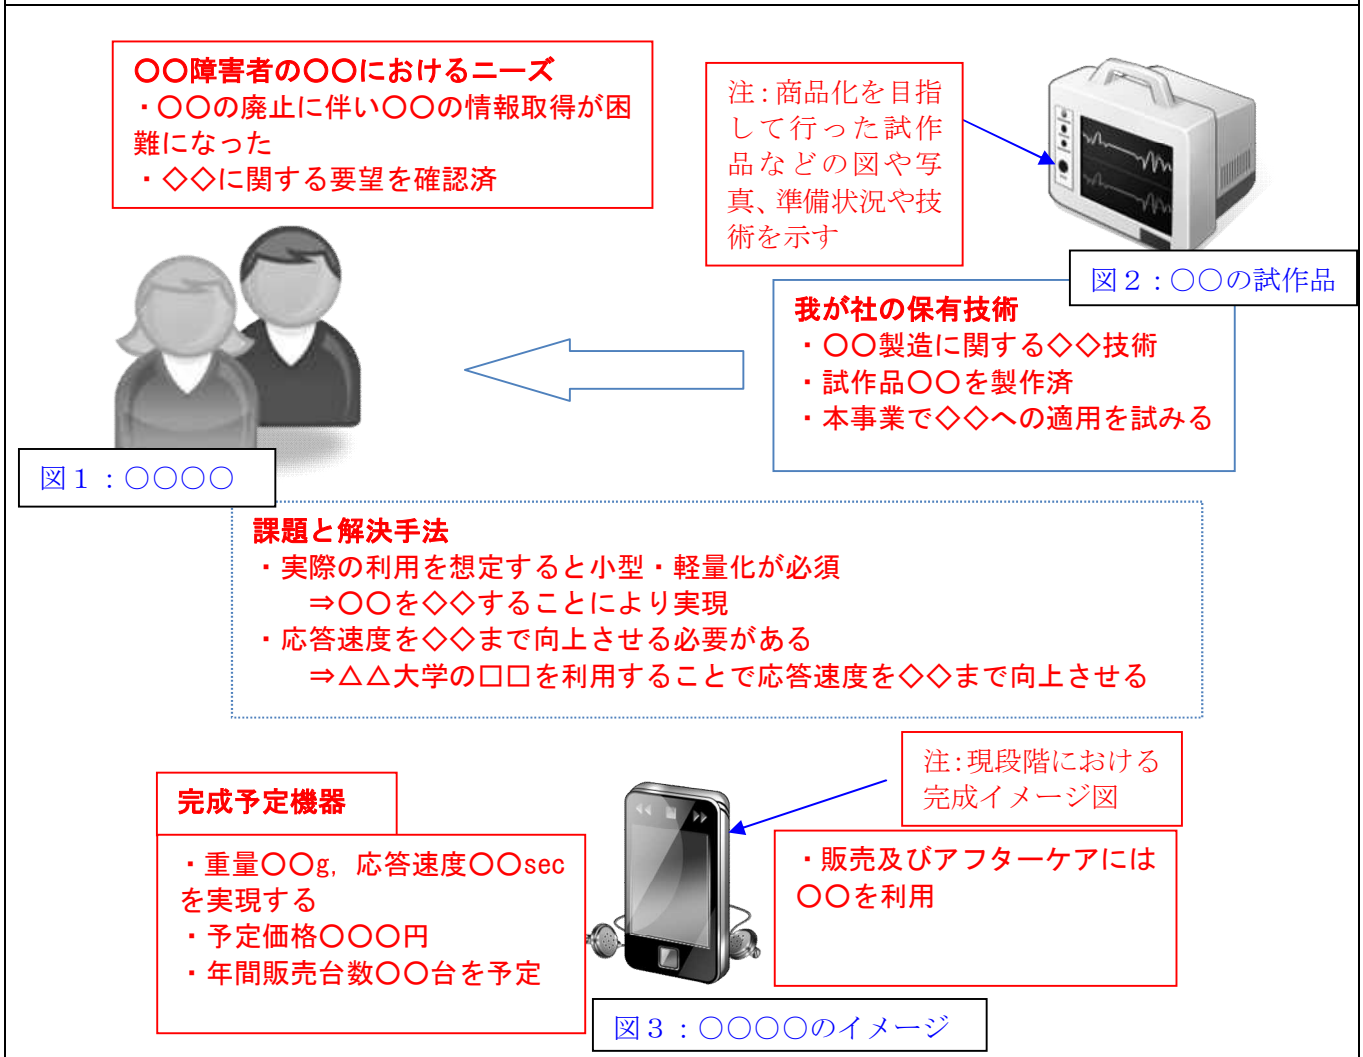 〇〇障害者の〇〇におけるニーズ
・〇〇の廃止に伴い〇〇の情報取得が困
難になった
・◇◇に関する要望を確認済
注：商品化を目指
して行った試作
品などの図や写
真、準備状況や技
術を示す
図２：〇〇の試作品
我が社の保有技術
・〇〇製造に関する◇◇技術
・試作品〇〇を製作済
・本事業で◇◇への適用を試みる
図１：〇〇〇〇
課題と解決手法
・実際の利用を想定すると小型・軽量化が必須
⇒〇〇を◇◇することにより実現
・応答速度を◇◇まで向上させる必要がある
⇒△△大学の□□を利用することで応答速度を◇◇まで向上させる
完成予定機器
・重量〇〇g, 応答速度〇〇sec
を実現する
・予定価格〇〇〇円
・年間販売台数〇〇台を予定
注：現段階における
完成イメージ図
・販売及びアフターケアには
〇〇を利用
図３：〇〇〇〇のイメージ